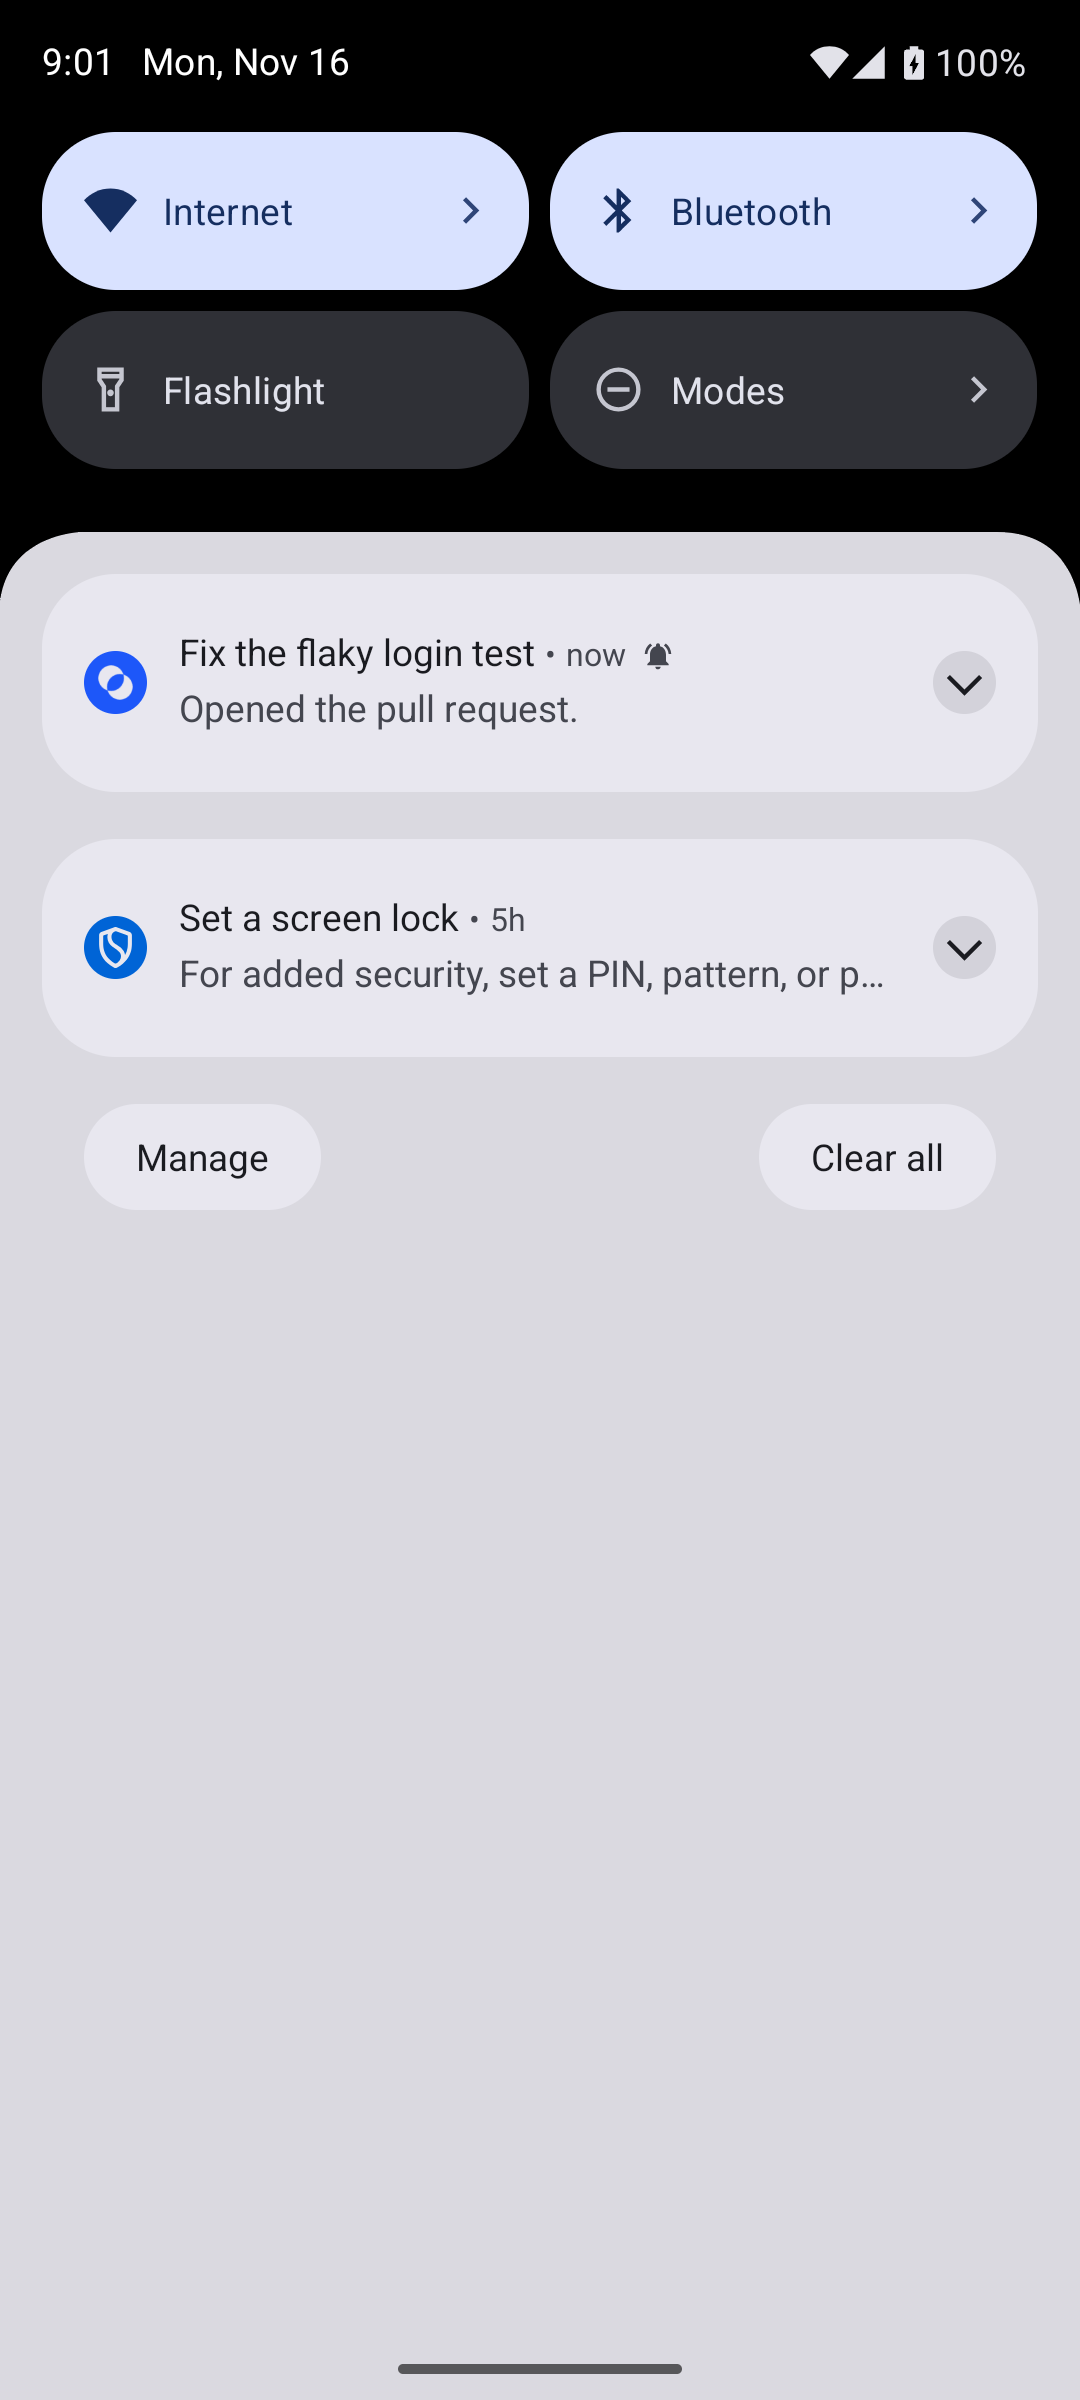 9:01 Mon, Nov 16 100%
Internet
Bluetooth
Flashlight
Modes
Fix the flaky login test • now
Opened the pull request.
Set a screen lock • 5h
For added security, set a PIN, pattern, or p…
Manage
Clear all